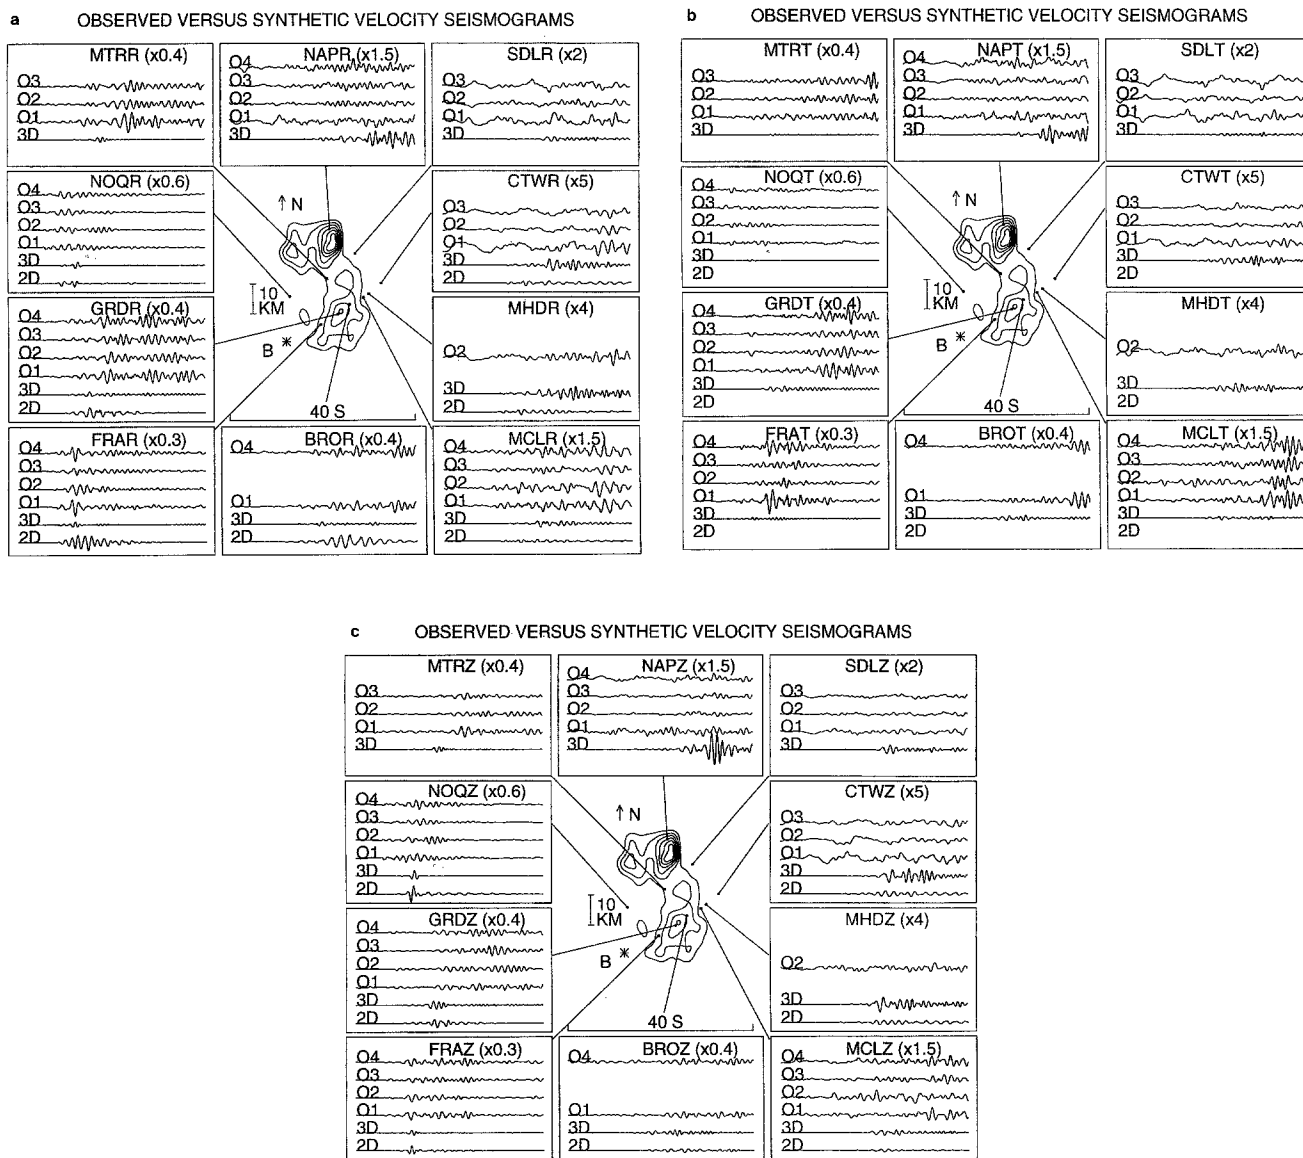 a OBSERVED VERSUS SYNTHETIC VELOCITY SEISMOGRAMS
MTRR (x0.4)
O3
O2
O1
3D
NAPR (x1.5)
O4
O3
O2
O1
3D
SDLR (x2)
O3
O2
O1
3D
NOQR (x0.6)
O4
O3
O2
O1
3D
2D
↑ N
CTWR (x5)
O3
O2
O1
3D
2D
GRDR (x0.4)
O4
O3
O2
O1
3D
2D
10
KM
B *
40 S
MHDR (x4)
O2
3D
2D
FRAR (x0.3)
O4
O3
O2
O1
3D
2D
BROR (x0.4)
O4
O1
3D
2D
MCLR (x1.5)
O4
O3
O2
O1
3D
2D
b OBSERVED VERSUS SYNTHETIC VELOCITY SEISMOGRAMS
MTRT (x0.4)
O3
O2
O1
3D
NAPT (x1.5)
O4
O3
O2
O1
3D
SDLT (x2)
O3
O2
O1
3D
NOQT (x0.6)
O4
O3
O2
O1
3D
2D
↑ N
CTWT (x5)
O3
O2
O1
3D
2D
GRDT (x0.4)
O4
O3
O2
O1
3D
2D
10
KM
B *
40 S
MHDT (x4)
O2
3D
2D
FRAT (x0.3)
O4
O3
O2
O1
3D
2D
BROT (x0.4)
O4
O1
3D
2D
MCLT (x1.5)
O4
O3
O2
O1
3D
2D
c OBSERVED VERSUS SYNTHETIC VELOCITY SEISMOGRAMS
MTRZ (x0.4)
O3
O2
O1
3D
NAPZ (x1.5)
O4
O3
O2
O1
3D
SDLZ (x2)
O3
O2
O1
3D
NOQZ (x0.6)
O4
O3
O2
O1
3D
2D
↑ N
CTWZ (x5)
O3
O2
O1
3D
2D
GRDZ (x0.4)
O4
O3
O2
O1
3D
2D
10
KM
B *
40 S
MHDZ (x4)
O2
3D
2D
FRAZ (x0.3)
O4
O3
O2
O1
3D
2D
BROZ (x0.4)
O4
O1
3D
2D
MCLZ (x1.5)
O4
O3
O2
O1
3D
2D